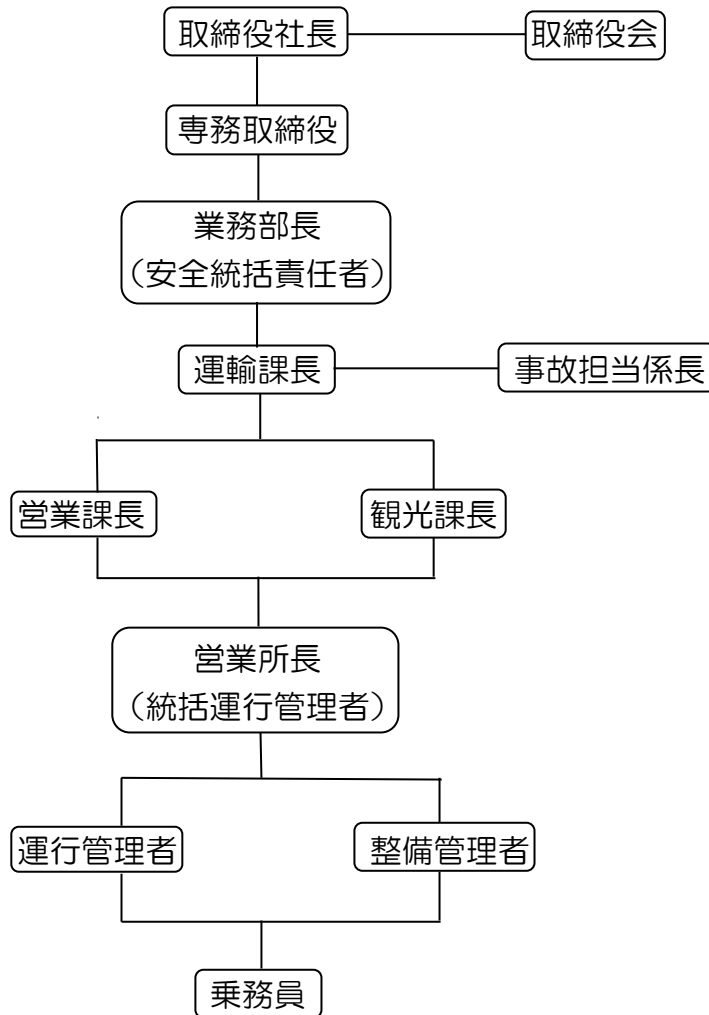 取締役社長
取締役会
専務取締役
業務部長
（安全統括責任者）
運輸課長
事故担当係長
営業課長
観光課長
営業所長
（統括運行管理者）
運行管理者
整備管理者
乗務員